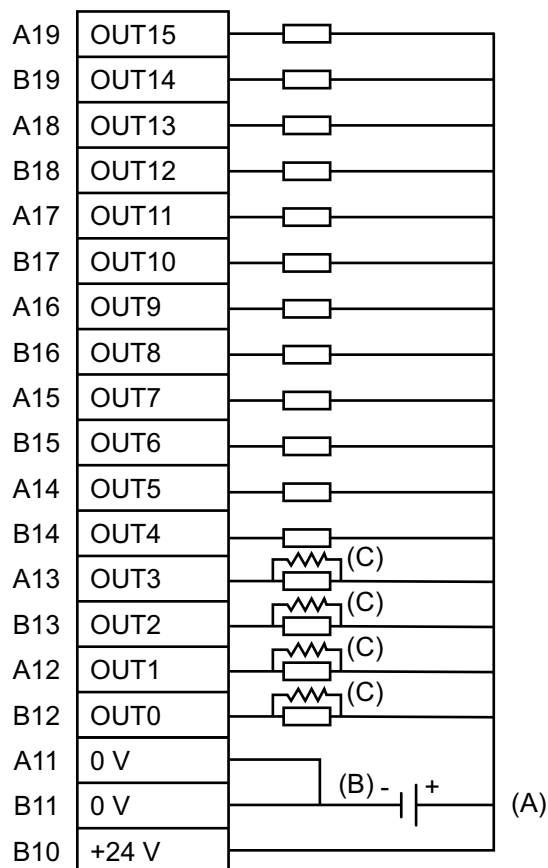 A19 OUT15
B19 OUT14
A18 OUT13
B18 OUT12
A17 OUT11
B17 OUT10
A16 OUT9
B16 OUT8
A15 OUT7
B15 OUT6
A14 OUT5
B14 OUT4
(C)
A13 OUT3
(C)
B13 OUT2
(C)
A12 OUT1
(C)
B12 OUT0
A11 0 V
(B) - +
B11 0 V (A)
B10 +24 V